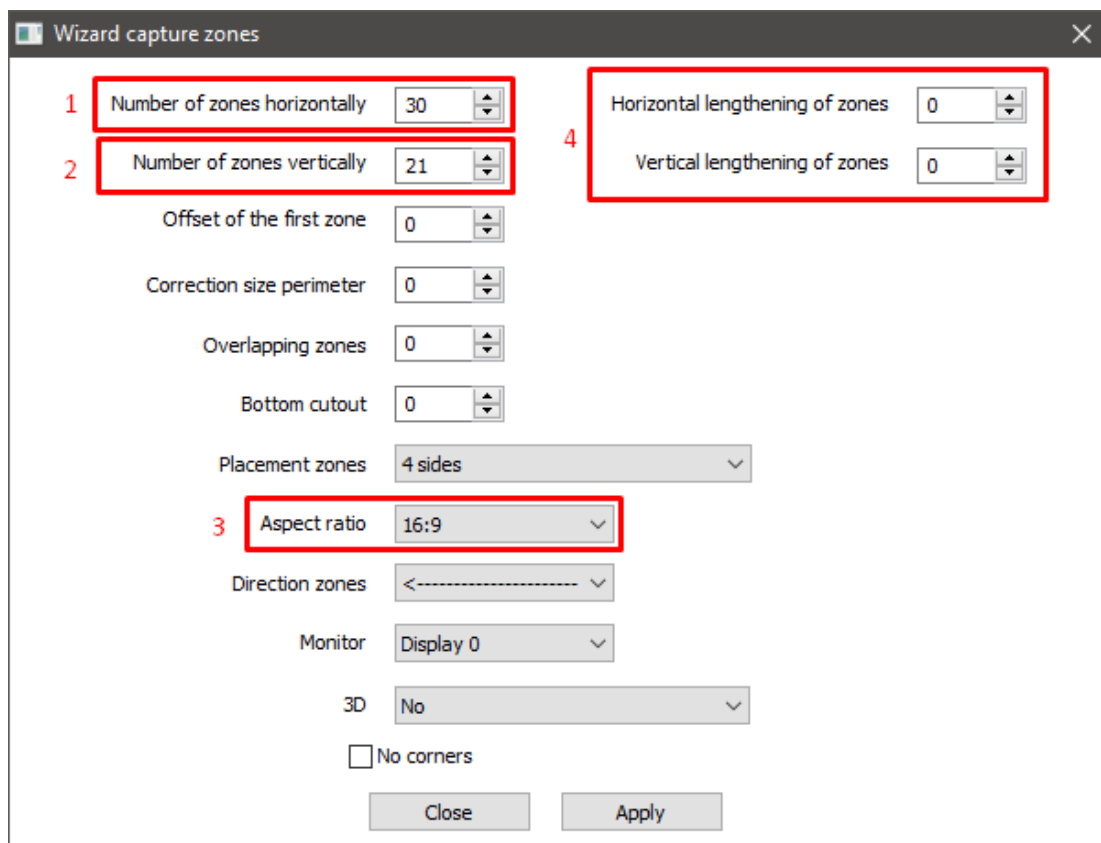 Wizard capture zones
1 Number of zones horizontally 30
Horizontal lengthening of zones 0
4
2 Number of zones vertically 21
Vertical lengthening of zones 0
Offset of the first zone 0
Correction size perimeter 0
Overlapping zones 0
Bottom cutout 0
Placement zones 4 sides
3 Aspect ratio 16:9
Direction zones <----------------------
Monitor Display 0
3D No
No corners
Close Apply